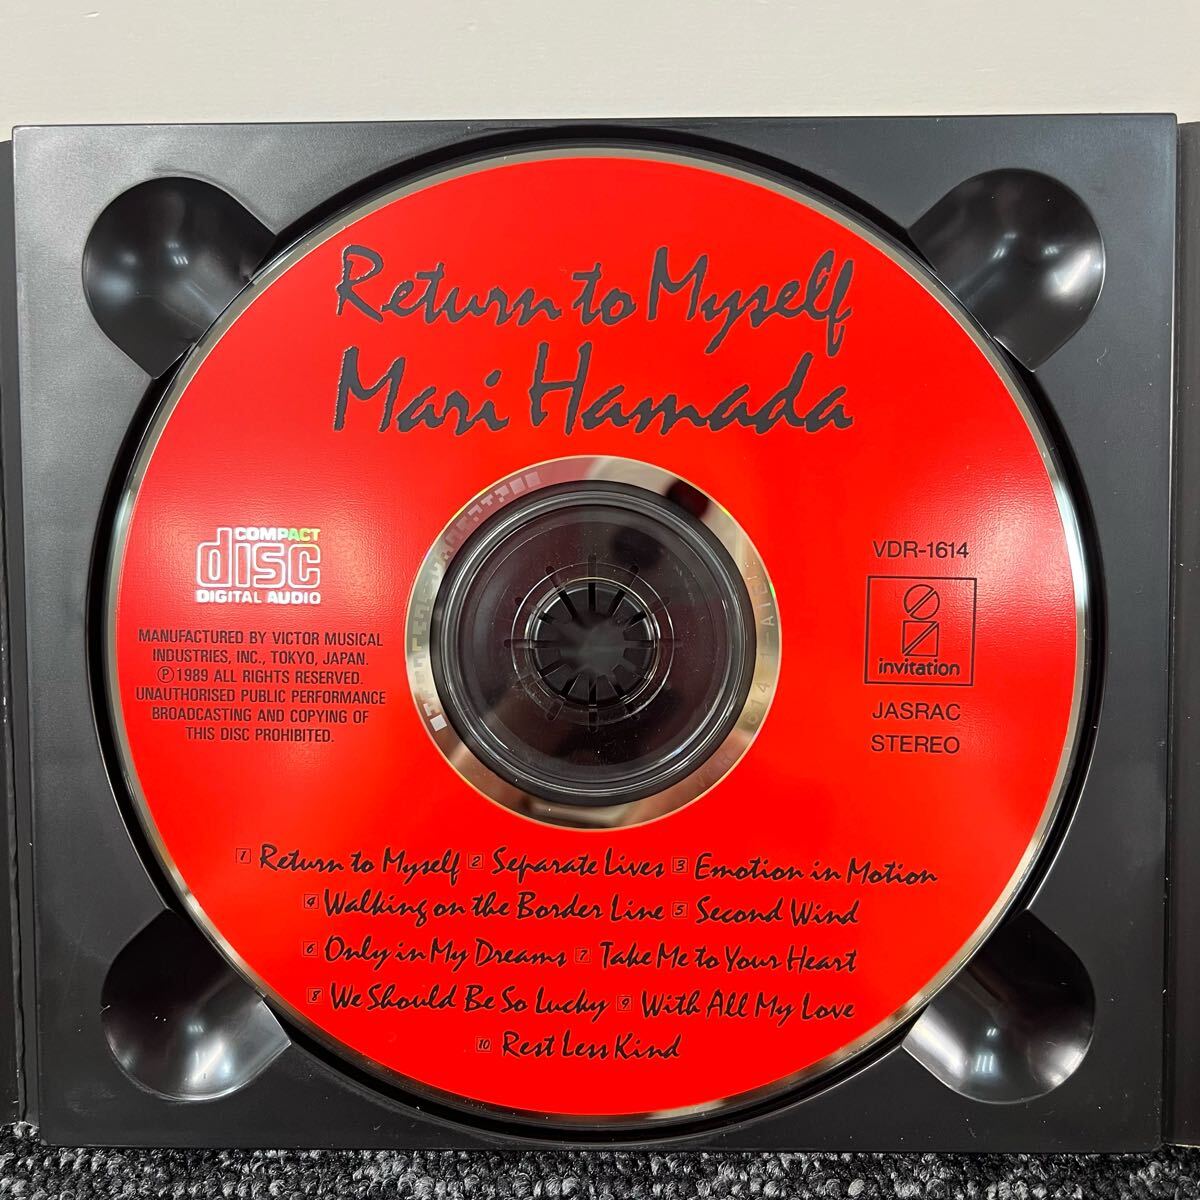 Return to Myself
Mari Hamada
COMPACT
disc
DIGITAL AUDIO
MANUFACTURED BY VICTOR MUSICAL
INDUSTRIES, INC., TOKYO, JAPAN.
Ⓟ1989 ALL RIGHTS RESERVED.
UNAUTHORISED PUBLIC PERFORMANCE
BROADCASTING AND COPYING OF
THIS DISC PROHIBITED.
VDR-1614
invitation
JASRAC
STEREO
1 Return to Myself 2 Separate Lives 3 Emotion in Motion
4 Walking on the Border Line 5 Second Wind
6 Only in My Dreams 7 Take Me to Your Heart
8 We Should Be So Lucky 9 With All My Love
10 Rest Less Kind